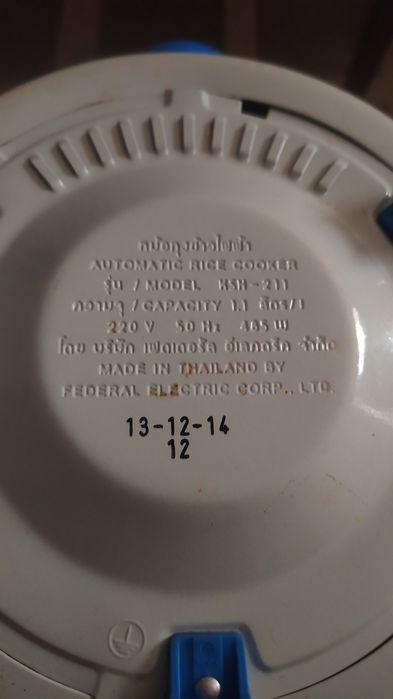 หม้อหุงข้าวไฟฟ้า
AUTOMATIC RICE COOKER
รุ่น / MODEL KSH-211
ความจุ / CAPACITY 1.1 ลิตร/l
220 V 50 Hz 485 W
โดย บริษัท เฟดเดอรัล อีเลคตริค จำกัด
MADE IN THAILAND BY
FEDERAL ELECTRIC CORP., LTD.
13-12-14
12